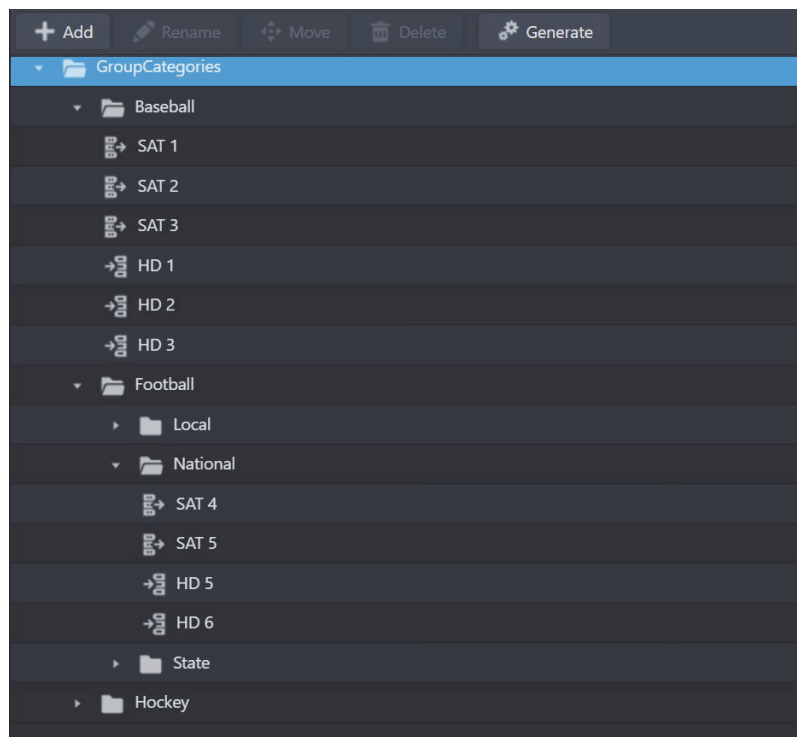 Add Rename Move Delete Generate
GroupCategories
Baseball
SAT 1
SAT 2
SAT 3
HD 1
HD 2
HD 3
Football
Local
National
SAT 4
SAT 5
HD 5
HD 6
State
Hockey